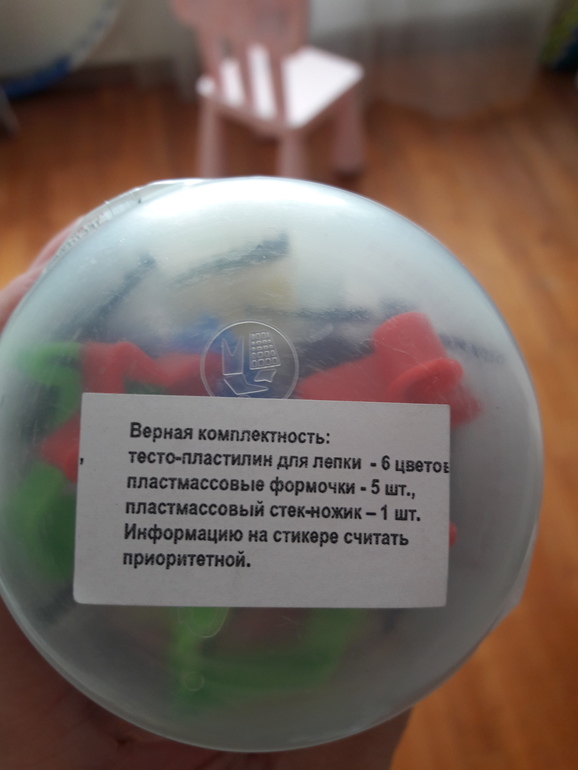 Верная комплектность:
тесто-пластилин для лепки - 6 цветов
пластмассовые формочки - 5 шт.,
пластмассовый стек-ножик – 1 шт.
Информацию на стикере считать
приоритетной.